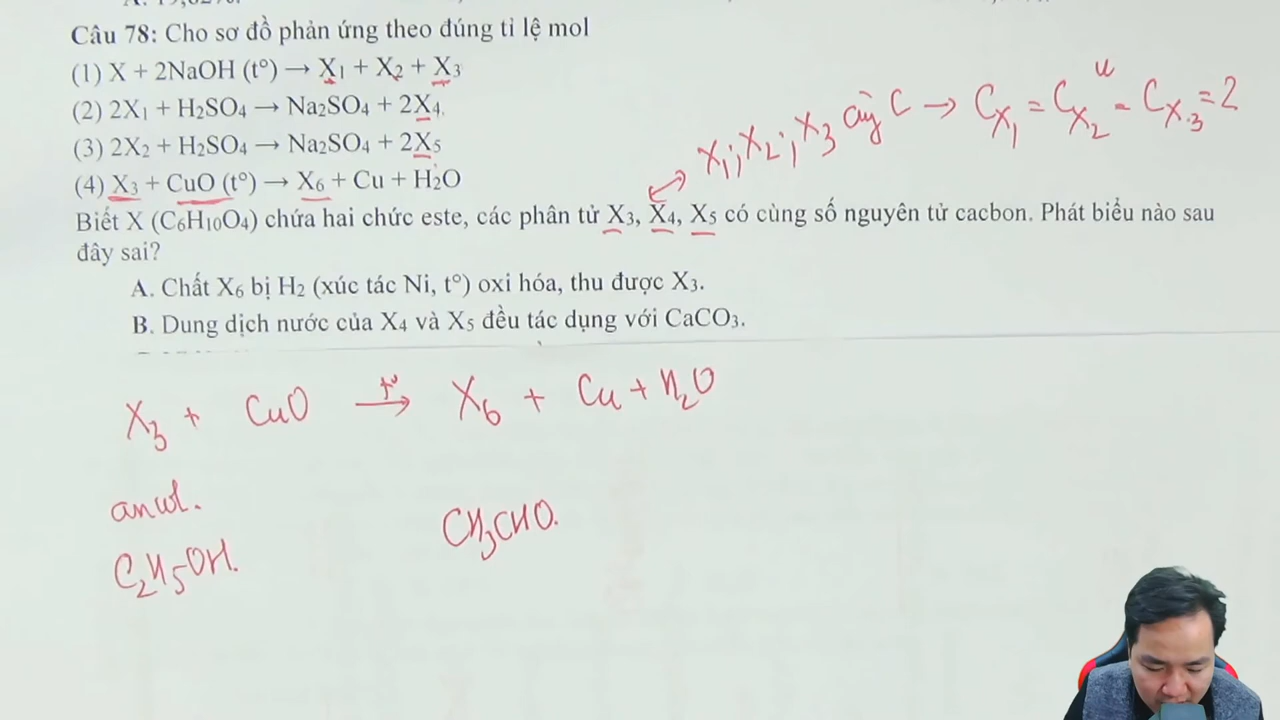 Câu 78: Cho sơ đồ phản ứng theo đúng tỉ lệ mol
(1) X + 2NaOH (t°) → X₁ + X₂ + X₃
(2) 2X₁ + H₂SO₄ → Na₂SO₄ + 2X₄.
(3) 2X₂ + H₂SO₄ → Na₂SO₄ + 2X₅
(4) X₃ + CuO (t°) → X₆ + Cu + H₂O
X₁; X₂; X₃ cùng C → Cₓ₁ = Cₓ₂ = Cₓ₃ = 2
Biết X (C₆H₁₀O₄) chứa hai chức este, các phân tử X₃, X₄, X₅ có cùng số nguyên tử cacbon. Phát biểu nào sau
đây sai?
A. Chất X₆ bị H₂ (xúc tác Ni, t°) oxi hóa, thu được X₃.
B. Dung dịch nước của X₄ và X₅ đều tác dụng với CaCO₃.
X₃ + CuO t° → X₆ + Cu + H₂O
ancol.
CH₃CHO.
C₂H₅OH.